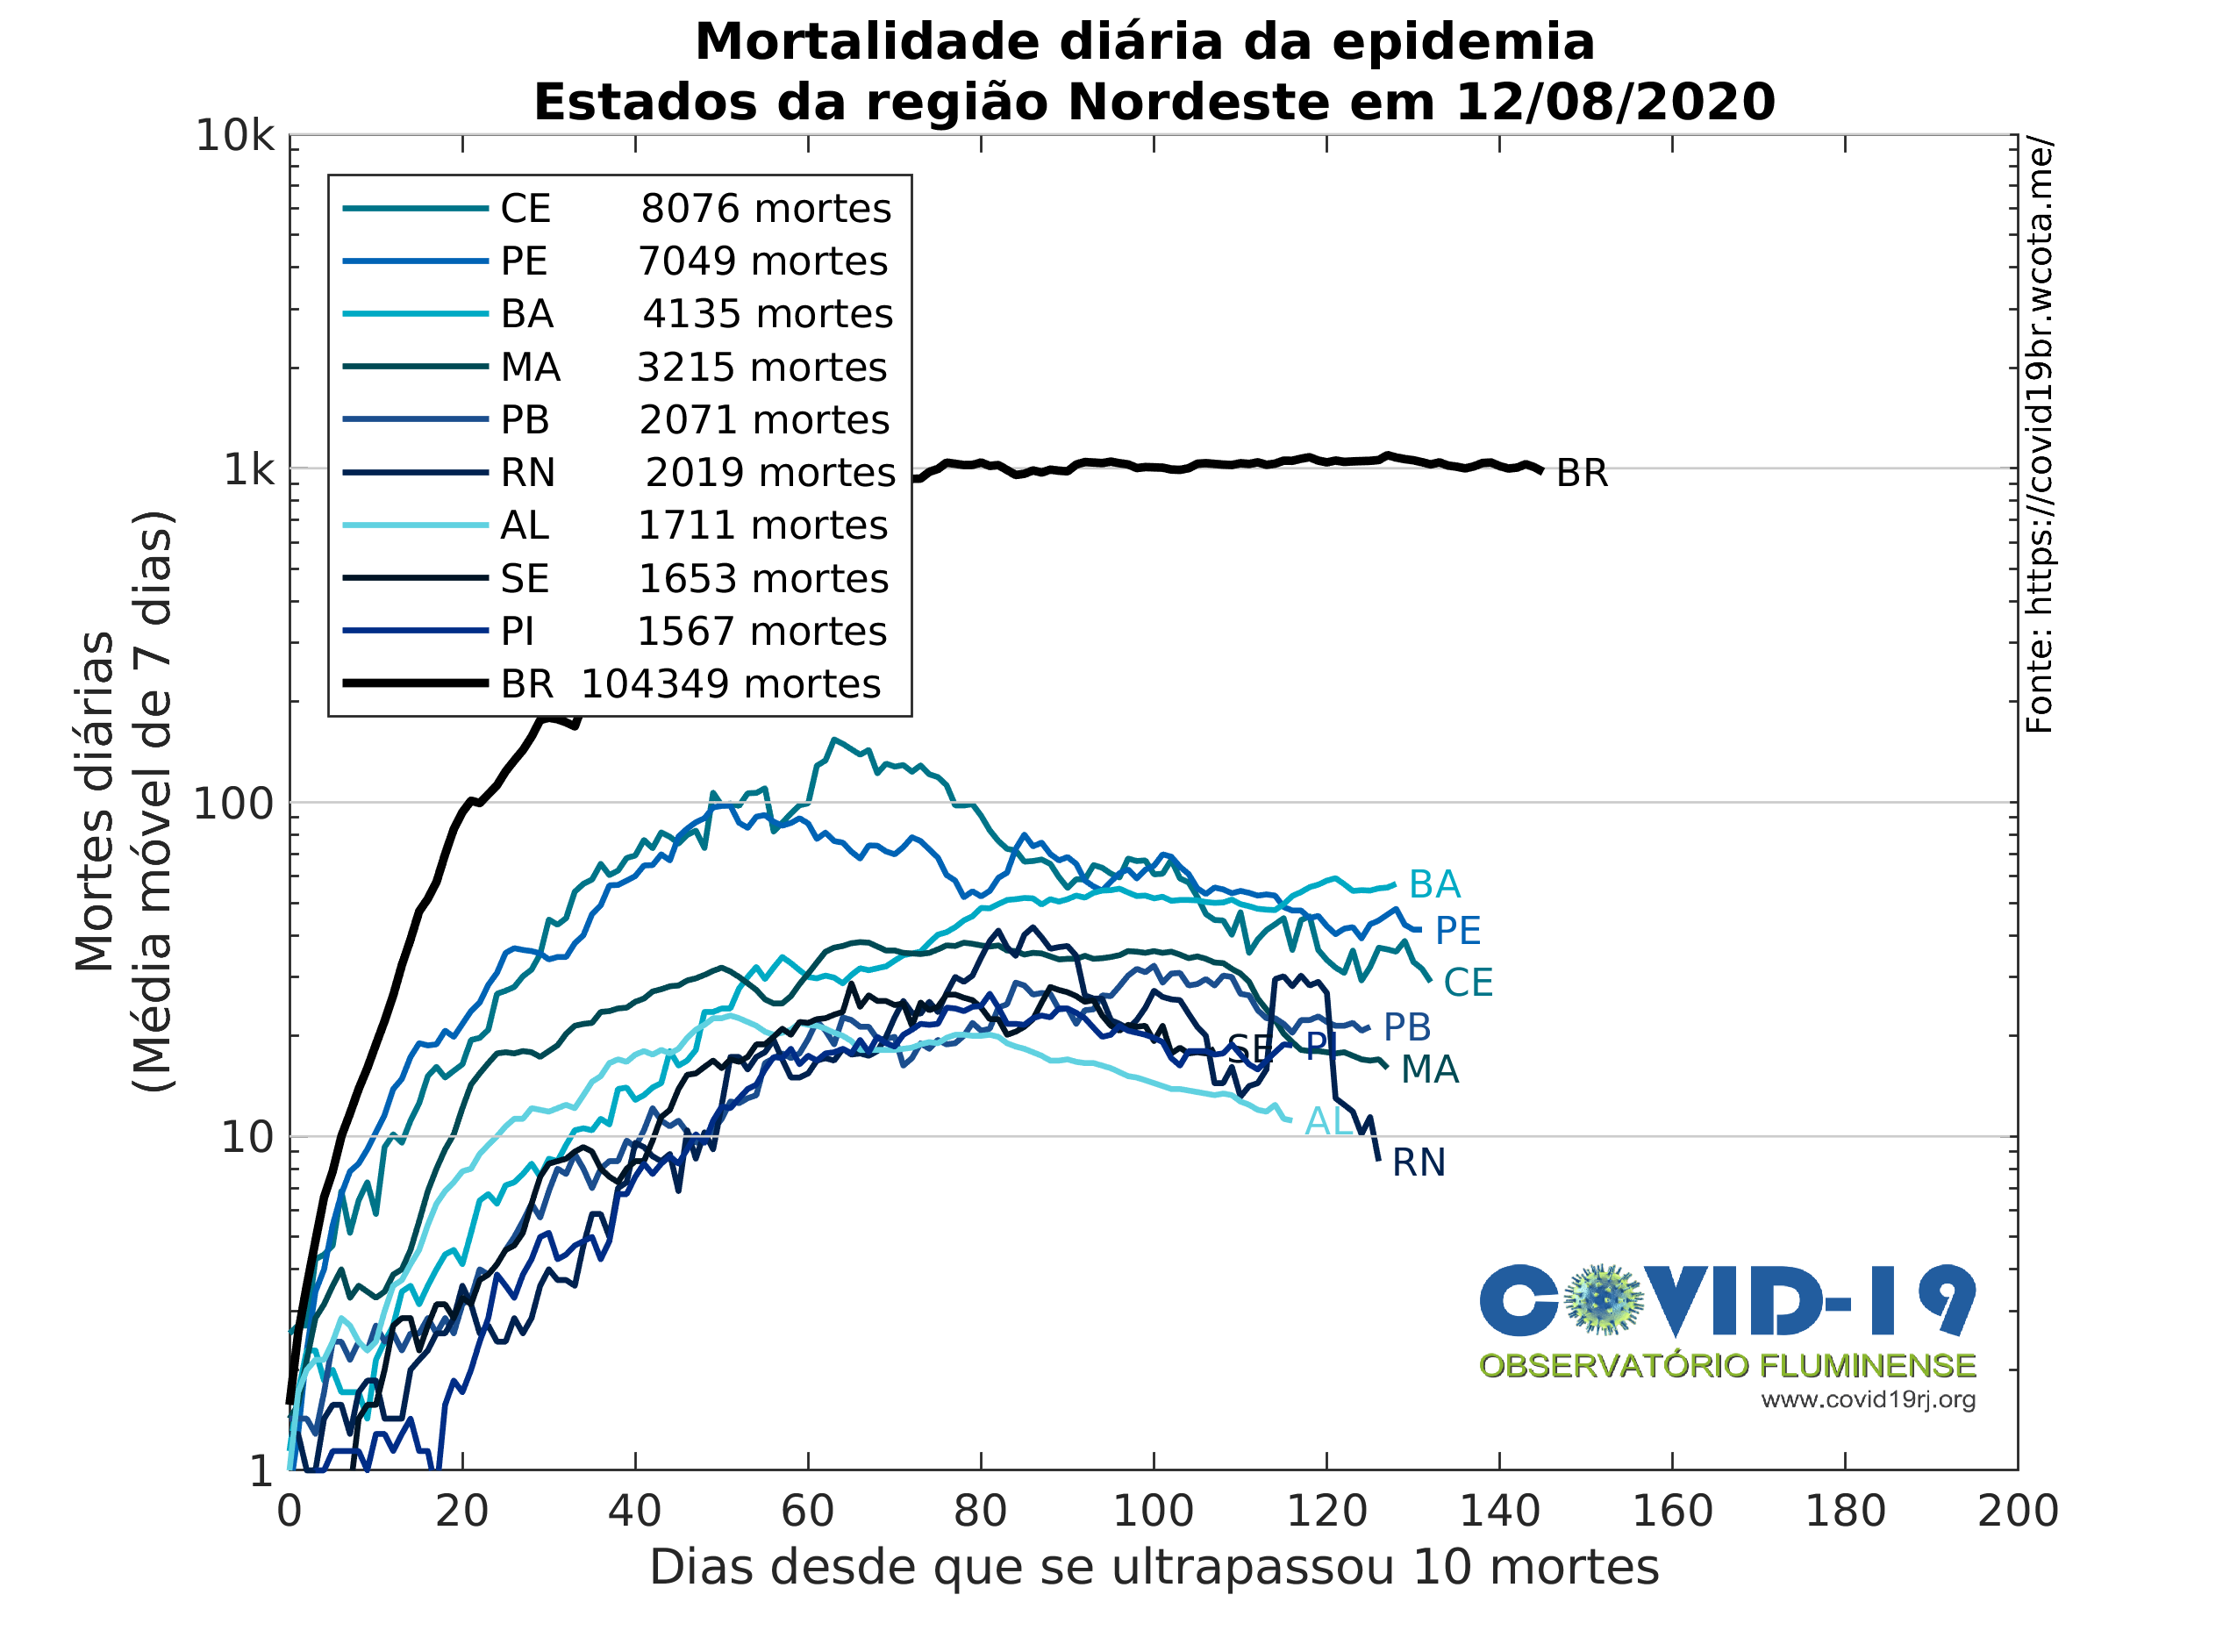 Mortalidade diária da epidemia
Estados da região Nordeste em 12/08/2020
Mortes diárias
(Média móvel de 7 dias)
10k
1k
100
10
1
CE 8076 mortes
PE 7049 mortes
BA 4135 mortes
MA 3215 mortes
PB 2071 mortes
RN 2019 mortes
AL 1711 mortes
SE 1653 mortes
PI 1567 mortes
BR 104349 mortes
BR
BA
PE
CE
PB
SE
PI
MA
AL
RN
Fonte: https://covid19br.wcota.me/
COVID-19
OBSERVATÓRIO FLUMINENSE
www.covid19rj.org
0 20 40 60 80 100 120 140 160 180 200
Dias desde que se ultrapassou 10 mortes